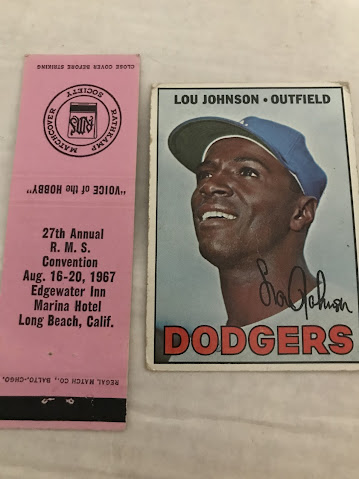 CLOSE COVER BEFORE STRIKING
RATHKAMP
MATCHCOVER
SOCIETY
RMS
"VOICE of the HOBBY"
27th Annual
R. M. S.
Convention
Aug. 16-20, 1967
Edgewater Inn
Marina Hotel
Long Beach, Calif.
REGAL MATCH CO., BALTO.-CHGO.
LOU JOHNSON • OUTFIELD
Lou Johnson
DODGERS